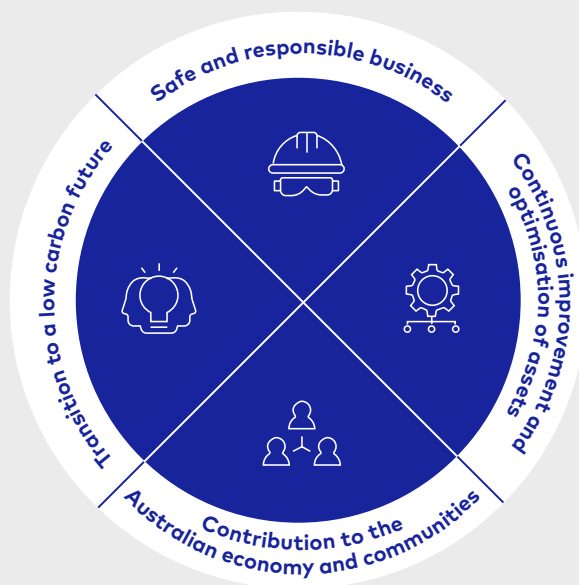 Safe and responsible business
Continuous improvement and
optimisation of assets
Contribution to the
Australian economy and communities
Transition to a low carbon future